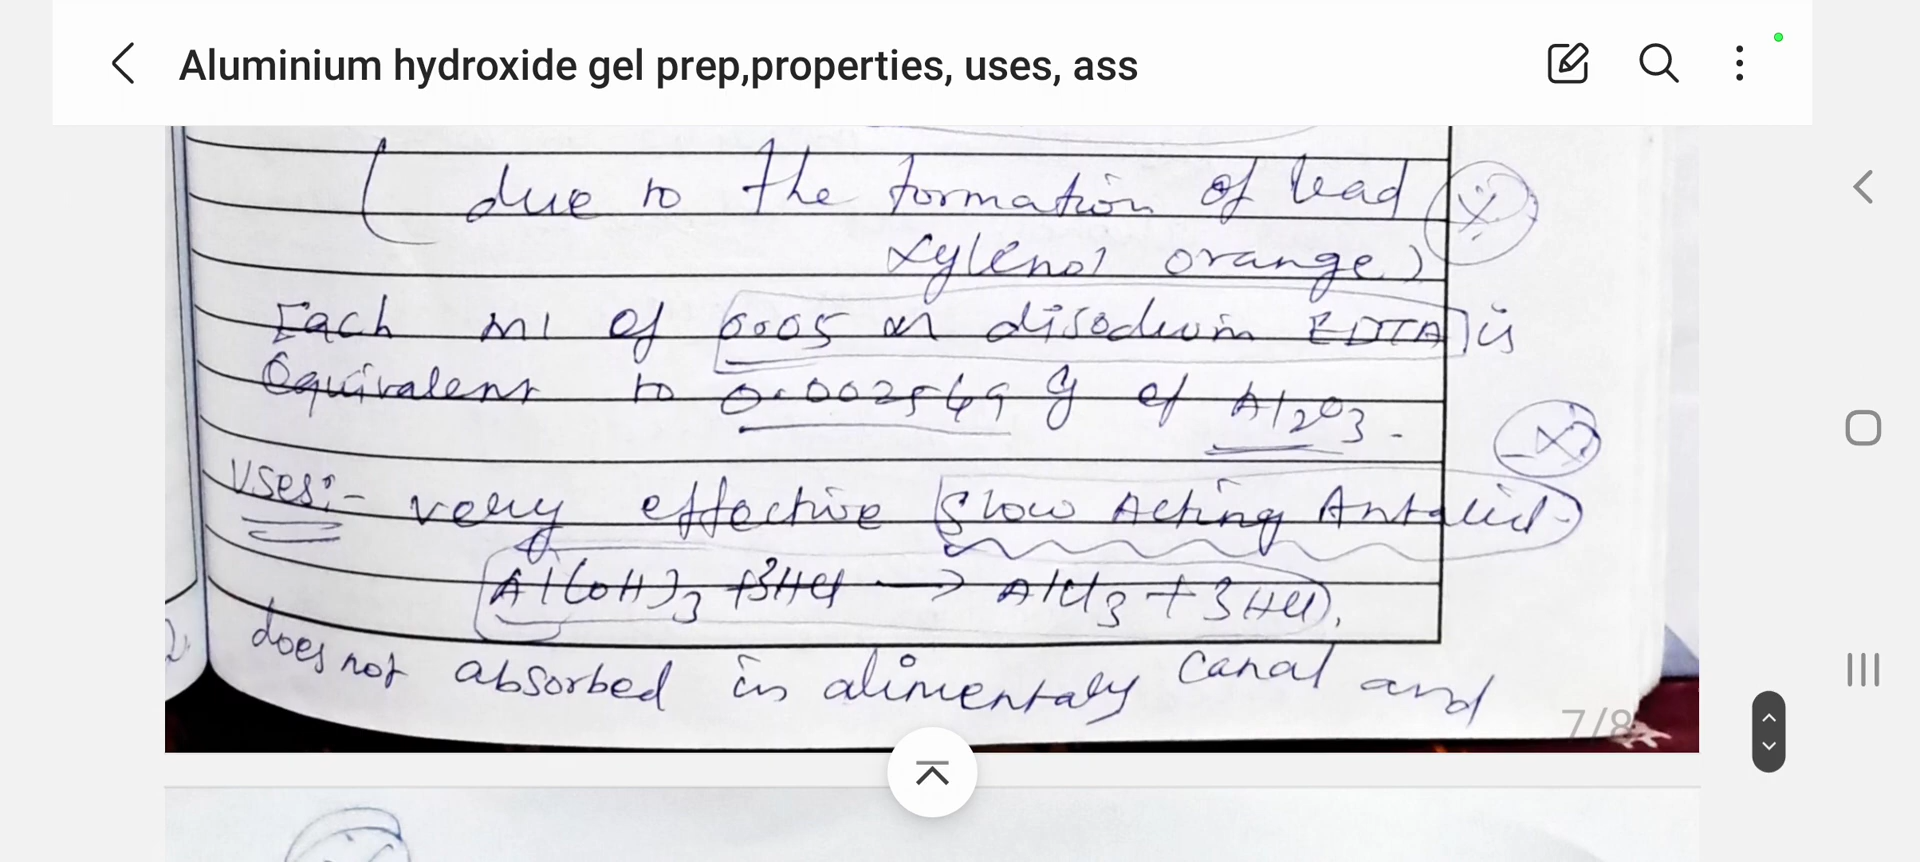 Aluminium hydroxide gel prep,properties, uses, ass
( due to the formation of lead
xylenol orange)
Each ml of 0.05 m disodium EDTA is
Equivalent to 0.002549 g of Al2O3.
Uses:- very effective Slow Acting Antacid.
Al(OH)3 + 3HCl → AlCl3 + 3HCl).
does not absorbed in alimentary canal and
7/8